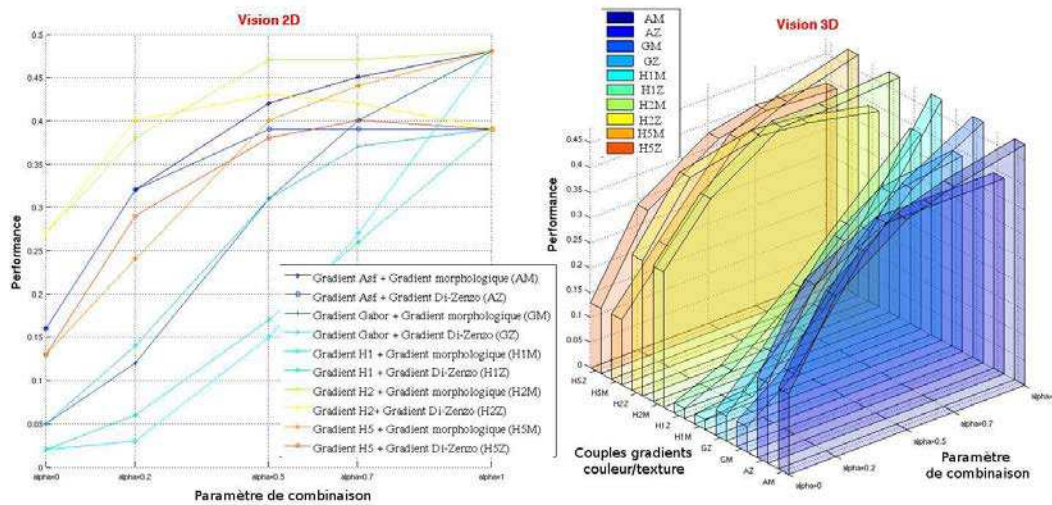 Vision 2D
0.5
0.45
0.4
0.35
0.3
0.25
0.2
0.15
0.1
0.05
0
Performance
alpha=0
alpha=0.2
alpha=0.5
alpha=0.7
alpha=1
Paramètre de combinaison
Gradient Asf + Gradient morphologique (AM)
Gradient Asf + Gradient Di-Zenzo (AZ)
Gradient Gabor + Gradient morphologique (GM)
Gradient Gabor + Gradient Di-Zenzo (GZ)
Gradient H1 + Gradient morphologique (H1M)
Gradient H1 + Gradient Di-Zenzo (H1Z)
Gradient H2 + Gradient morphologique (H2M)
Gradient H2+ Gradient Di-Zenzo (H2Z)
Gradient H5 + Gradient morphologique (H5M)
Gradient H5 + Gradient Di-Zenzo (H5Z)
Vision 3D
AM
AZ
GM
GZ
H1M
H1Z
H2M
H2Z
H5M
H5Z
0.45
0.4
0.35
0.3
0.25
0.2
0.15
0.1
0.05
0
Performance
H5Z
H5M
H2Z
H2M
H1Z
H1M
GZ
GM
AZ
AM
Couples gradients
couleur/texture
alpha=0
alpha=0.2
alpha=0.5
alpha=0.7
alpha=
Paramètre
de combinaison